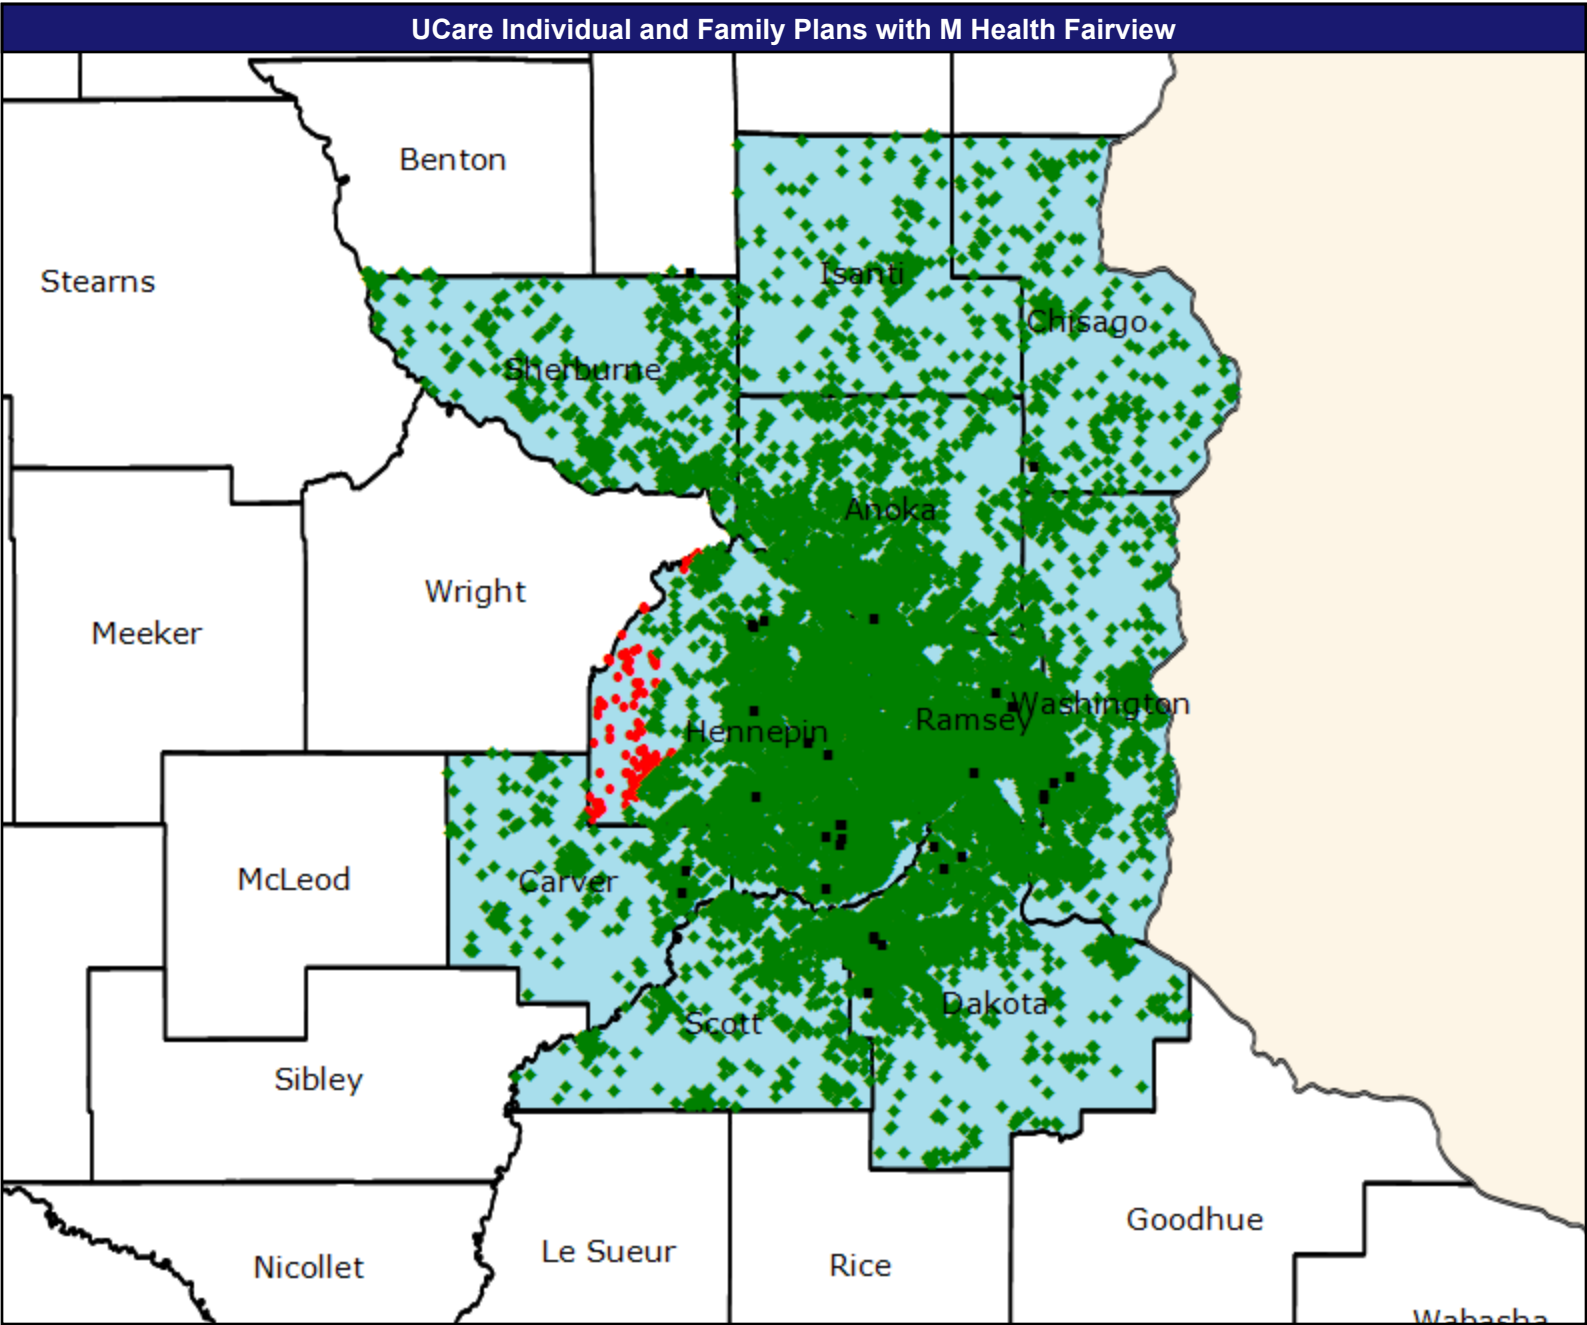 UCare Individual and Family Plans with M Health Fairview
Benton
Stearns
Isanti
Chisago
Sherburne
Anoka
Wright
Meeker
Washington
Ramsey
Hennepin
McLeod
Carver
Dakota
Scott
Sibley
Goodhue
Le Sueur
Rice
Nicollet
Wabasha